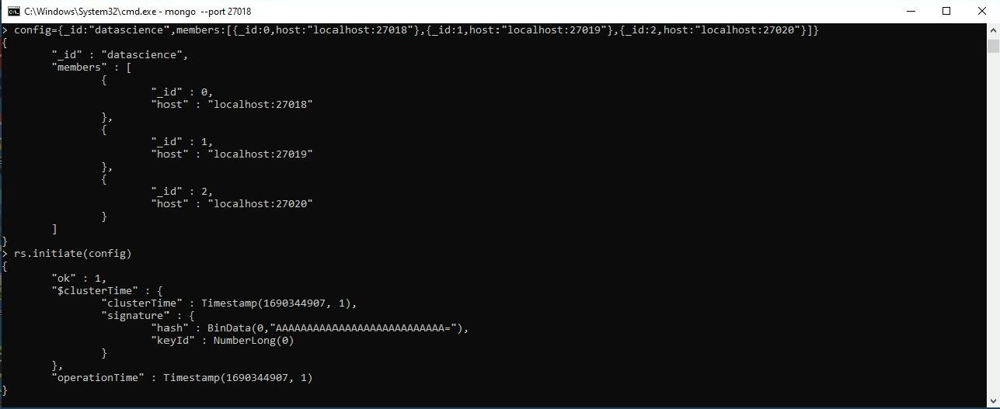 C:\Windows\System32\cmd.exe - mongo --port 27018
> config={_id:"datascience",members:[{_id:0,host:"localhost:27018"},{_id:1,host:"localhost:27019"},{_id:2,host:"localhost:27020"}]}
{
"_id" : "datascience",
"members" : [
{
"_id" : 0,
"host" : "localhost:27018"
},
{
"_id" : 1,
"host" : "localhost:27019"
},
{
"_id" : 2,
"host" : "localhost:27020"
}
]
}
> rs.initiate(config)
{
"ok" : 1,
"$clusterTime" : {
"clusterTime" : Timestamp(1690344907, 1),
"signature" : {
"hash" : BinData(0,"AAAAAAAAAAAAAAAAAAAAAAAAAAA="),
"keyId" : NumberLong(0)
}
},
"operationTime" : Timestamp(1690344907, 1)
}